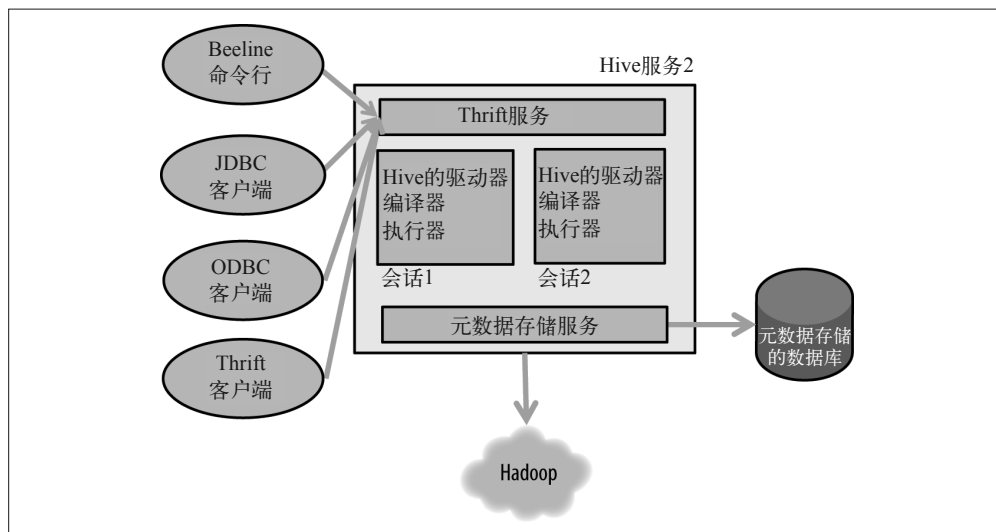 Beeline
命令行
JDBC
客户端
ODBC
客户端
Thrift
客户端
Hive服务2
Thrift服务
Hive的驱动器
编译器
执行器
会话1
Hive的驱动器
编译器
执行器
会话2
元数据存储服务
元数据存储
的数据库
Hadoop